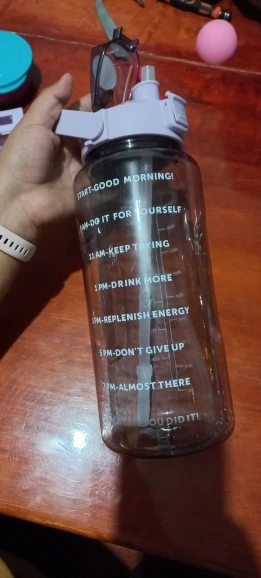 START-GOOD MORNING!
AM-DO IT FOR YOURSELF
11 AM-KEEP TRYING
1 PM-DRINK MORE
PM-REPLENISH ENERGY
5 PM-DON'T GIVE UP
PM-ALMOST THERE
YOU DID IT!